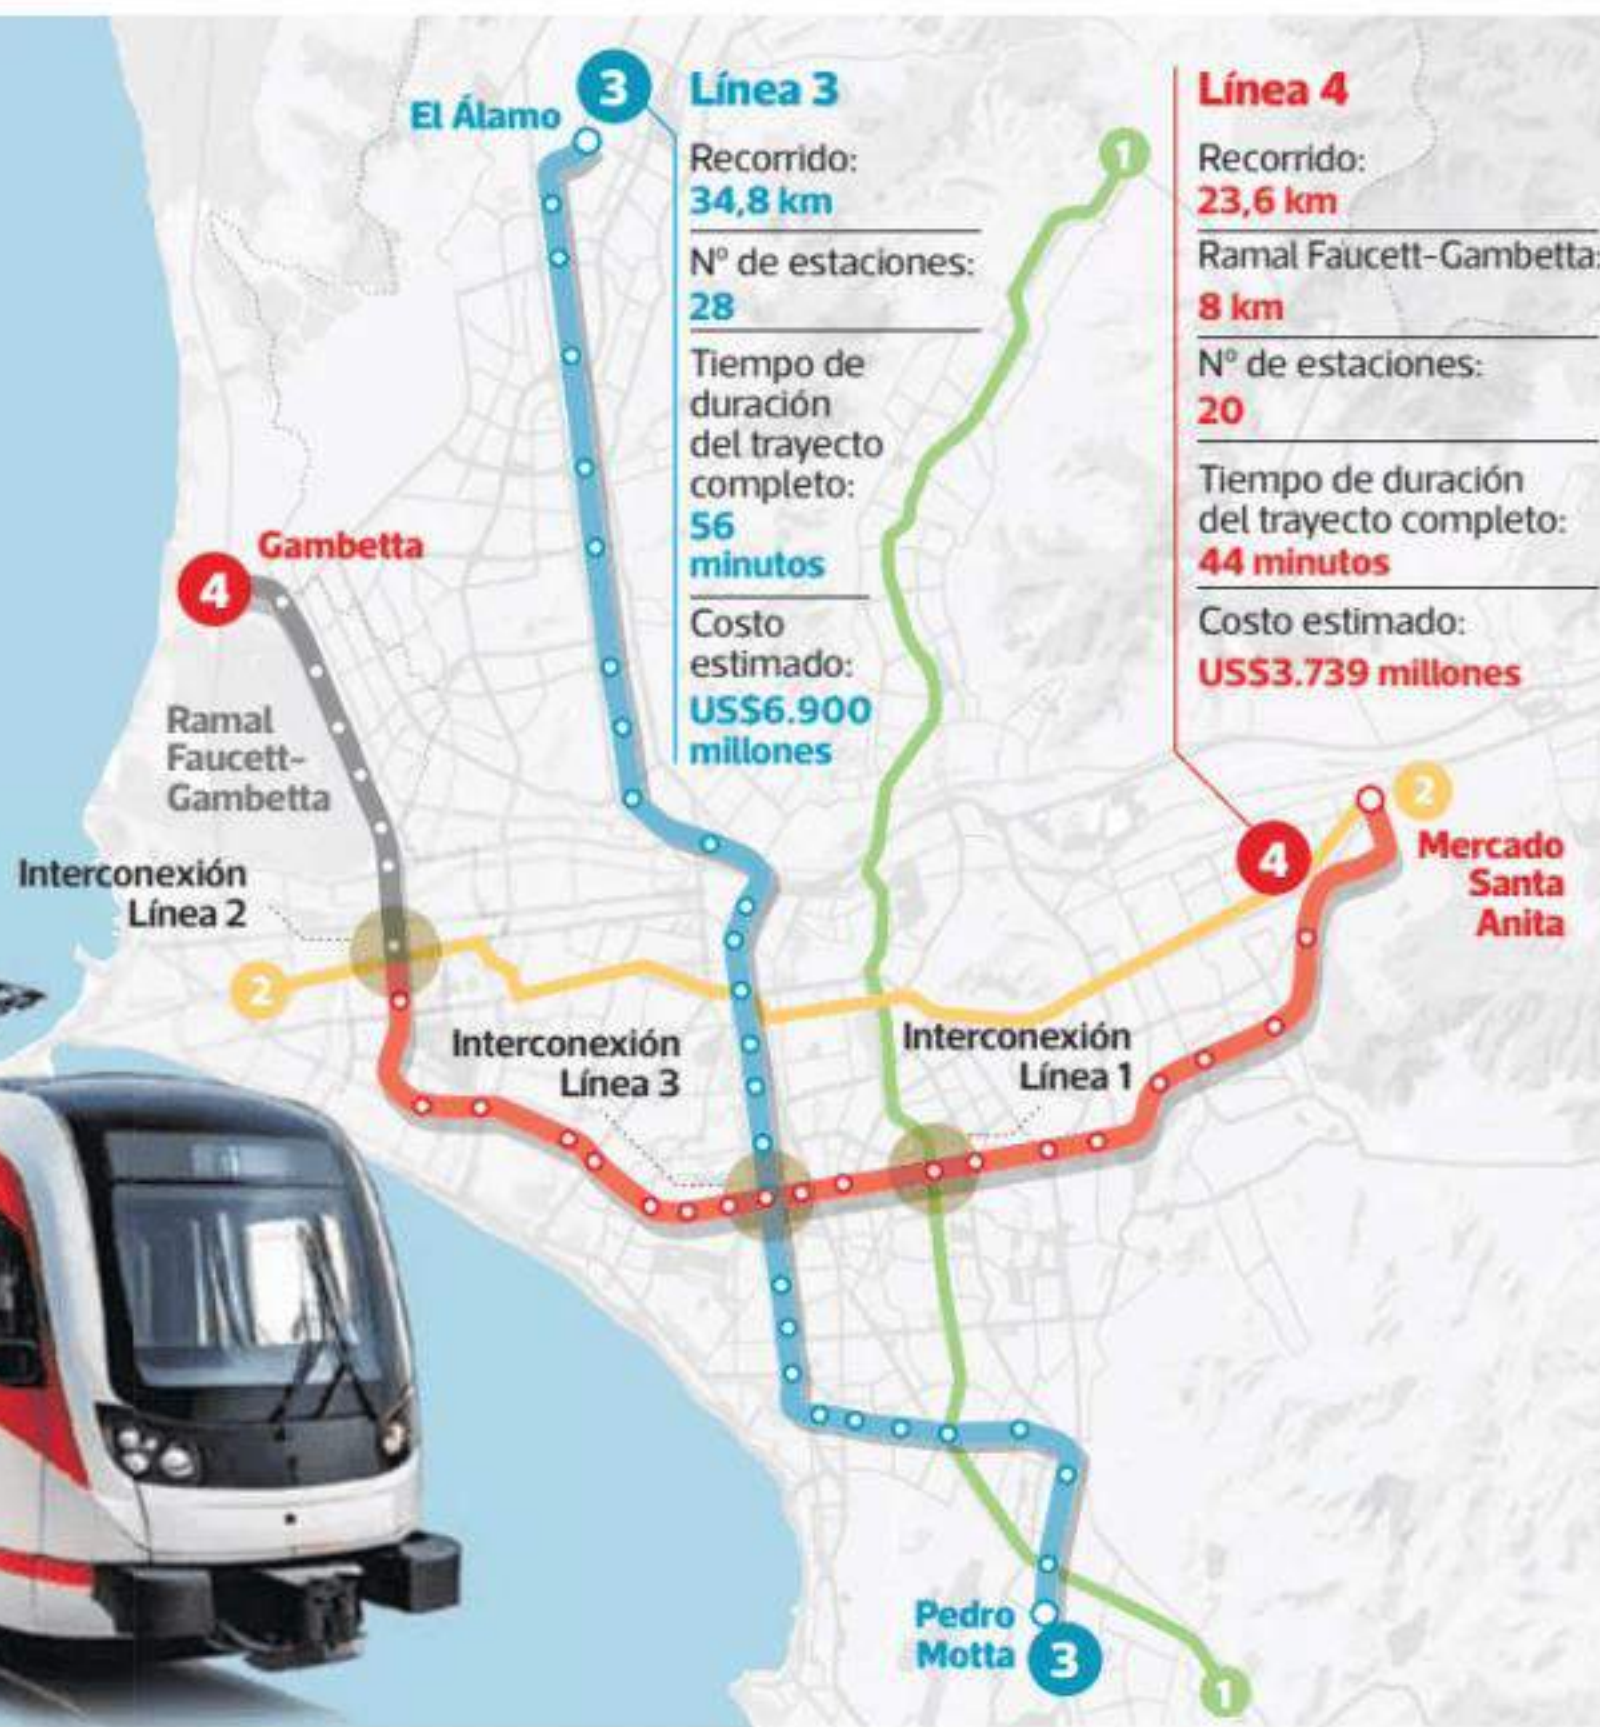 3
El Álamo
Línea 3
Recorrido:
34,8 km
Nº de estaciones:
28
Tiempo de
duración
del trayecto
completo:
56
minutos
Costo
estimado:
US$6.900
millones
1
Línea 4
Recorrido:
23,6 km
Ramal Faucett-Gambetta:
8 km
Nº de estaciones:
20
Tiempo de duración
del trayecto completo:
44 minutos
Costo estimado:
US$3.739 millones
Gambetta
4
Ramal
Faucett-
Gambetta
Interconexión
Línea 2
2
4
2
Mercado
Santa
Anita
Interconexión
Línea 3
Interconexión
Línea 1
Pedro
Motta
3
1